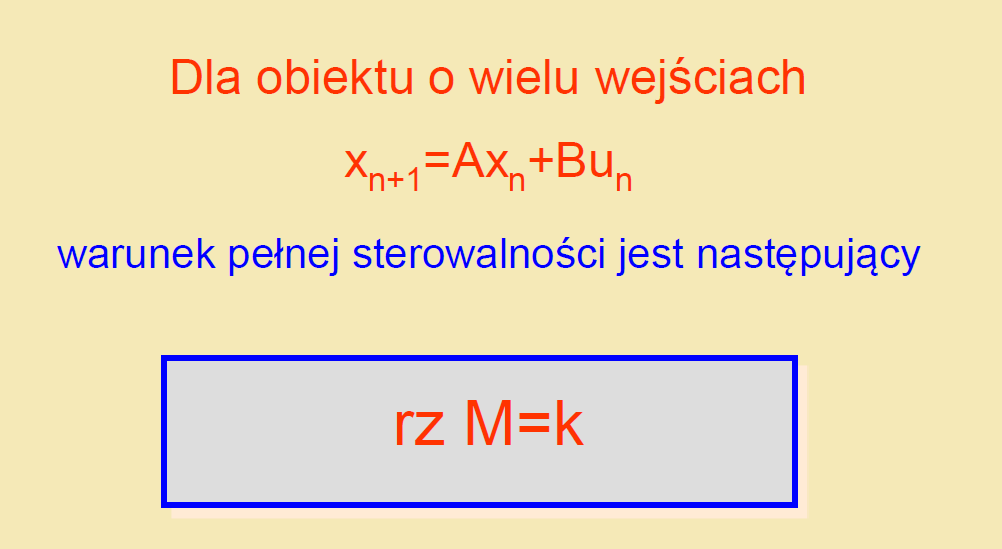 Dla obiektu o wielu wejściach
xn+1=Axn+Bun
warunek pełnej sterowalności jest następujący
rz M=k